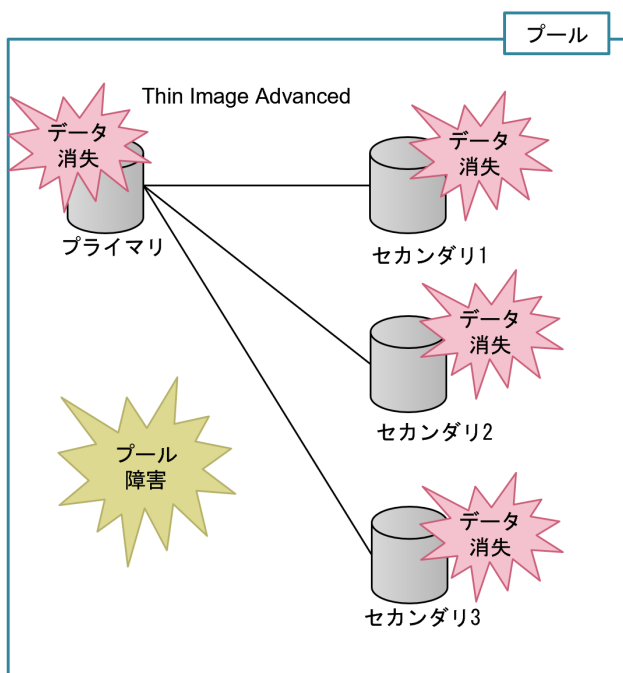 プール
Thin Image Advanced
データ
消失
プライマリ
データ
消失
セカンダリ1
データ
消失
セカンダリ2
プール
障害
データ
消失
セカンダリ3